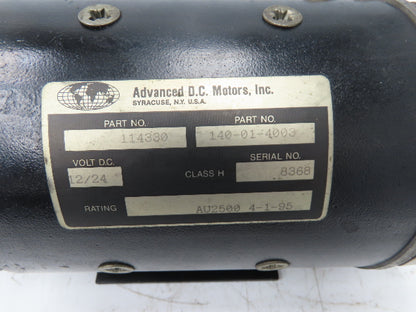 Advanced D.C. Motors, Inc.
SYRACUSE, N.Y. U.S.A.
PART NO. PART NO.
114330 140-01-4003
VOLT D.C. SERIAL NO.
12/24 CLASS H 8368
RATING AU2500 4-1-95